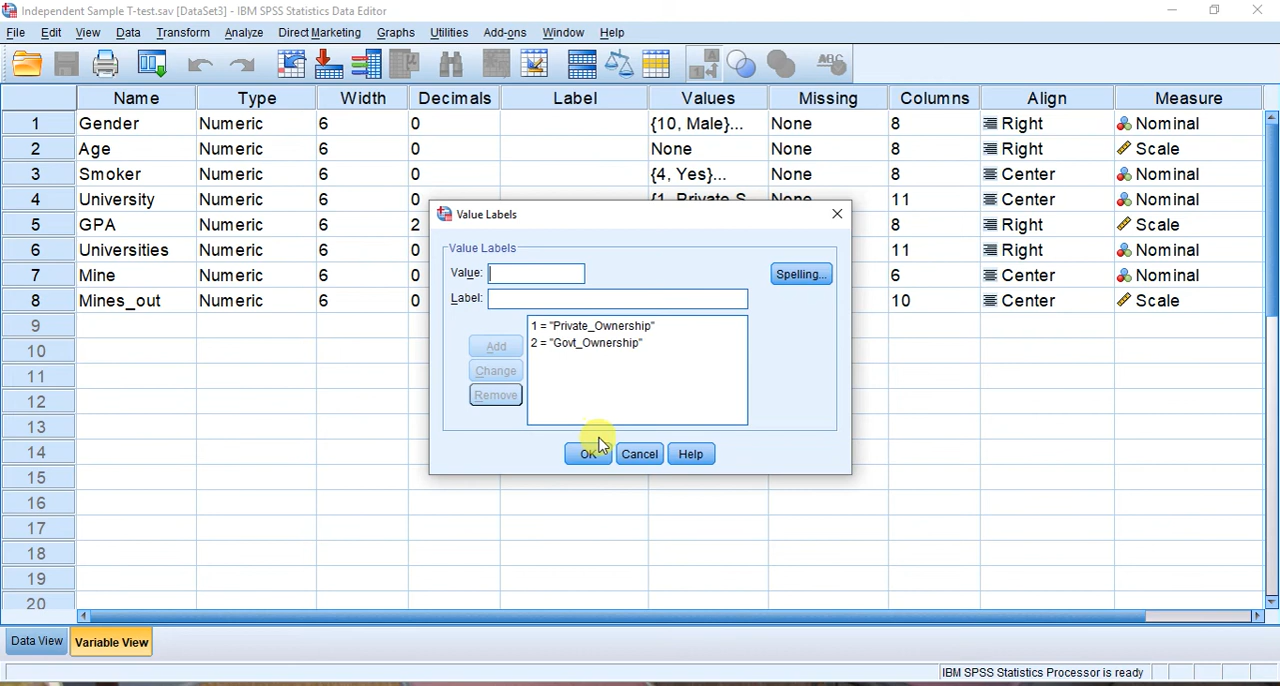 Independent Sample T-test.sav [DataSet3] - IBM SPSS Statistics Data Editor
File Edit View Data Transform Analyze Direct Marketing Graphs Utilities Add-ons Window Help
Name Type Width Decimals Label Values Missing Columns Align Measure
1 Gender Numeric 6 0 {10, Male}... None 8 Right Nominal
2 Age Numeric 6 0 None None 8 Right Scale
3 Smoker Numeric 6 0 {4, Yes}... None 8 Center Nominal
4 University Numeric 6 0 {1, Private S None 11 Center Nominal
5 GPA Numeric 6 2 8 Right Scale
6 Universities Numeric 6 0 11 Right Nominal
7 Mine Numeric 6 0 6 Center Nominal
8 Mines_out Numeric 6 0 10 Center Scale
9
10
11
12
13
14
15
16
17
18
19
20
Value Labels
Value Labels
Value:
Spelling...
Label:
1 = "Private_Ownership"
2 = "Govt_Ownership"
Add
Change
Remove
OK Cancel Help
Data View Variable View
IBM SPSS Statistics Processor is ready